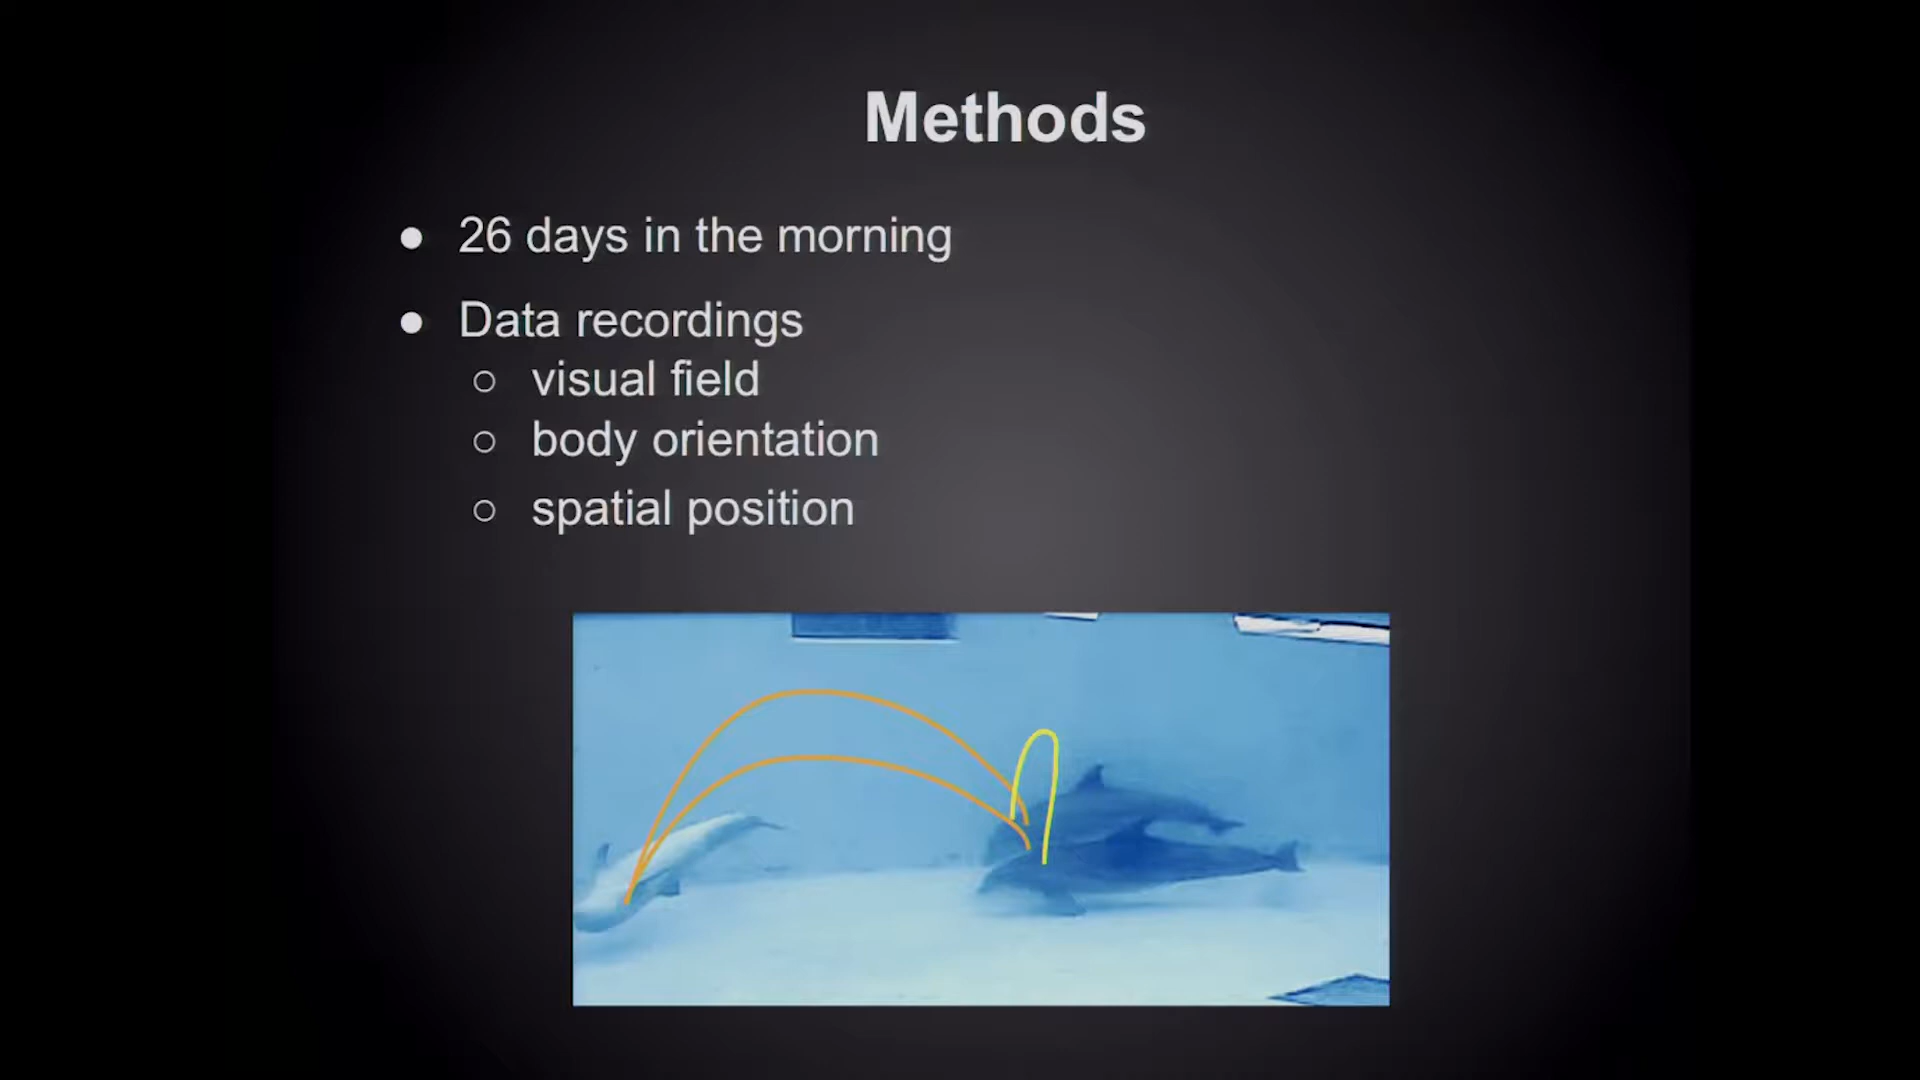 Methods
● 26 days in the morning
● Data recordings
○ visual field
○ body orientation
○ spatial position